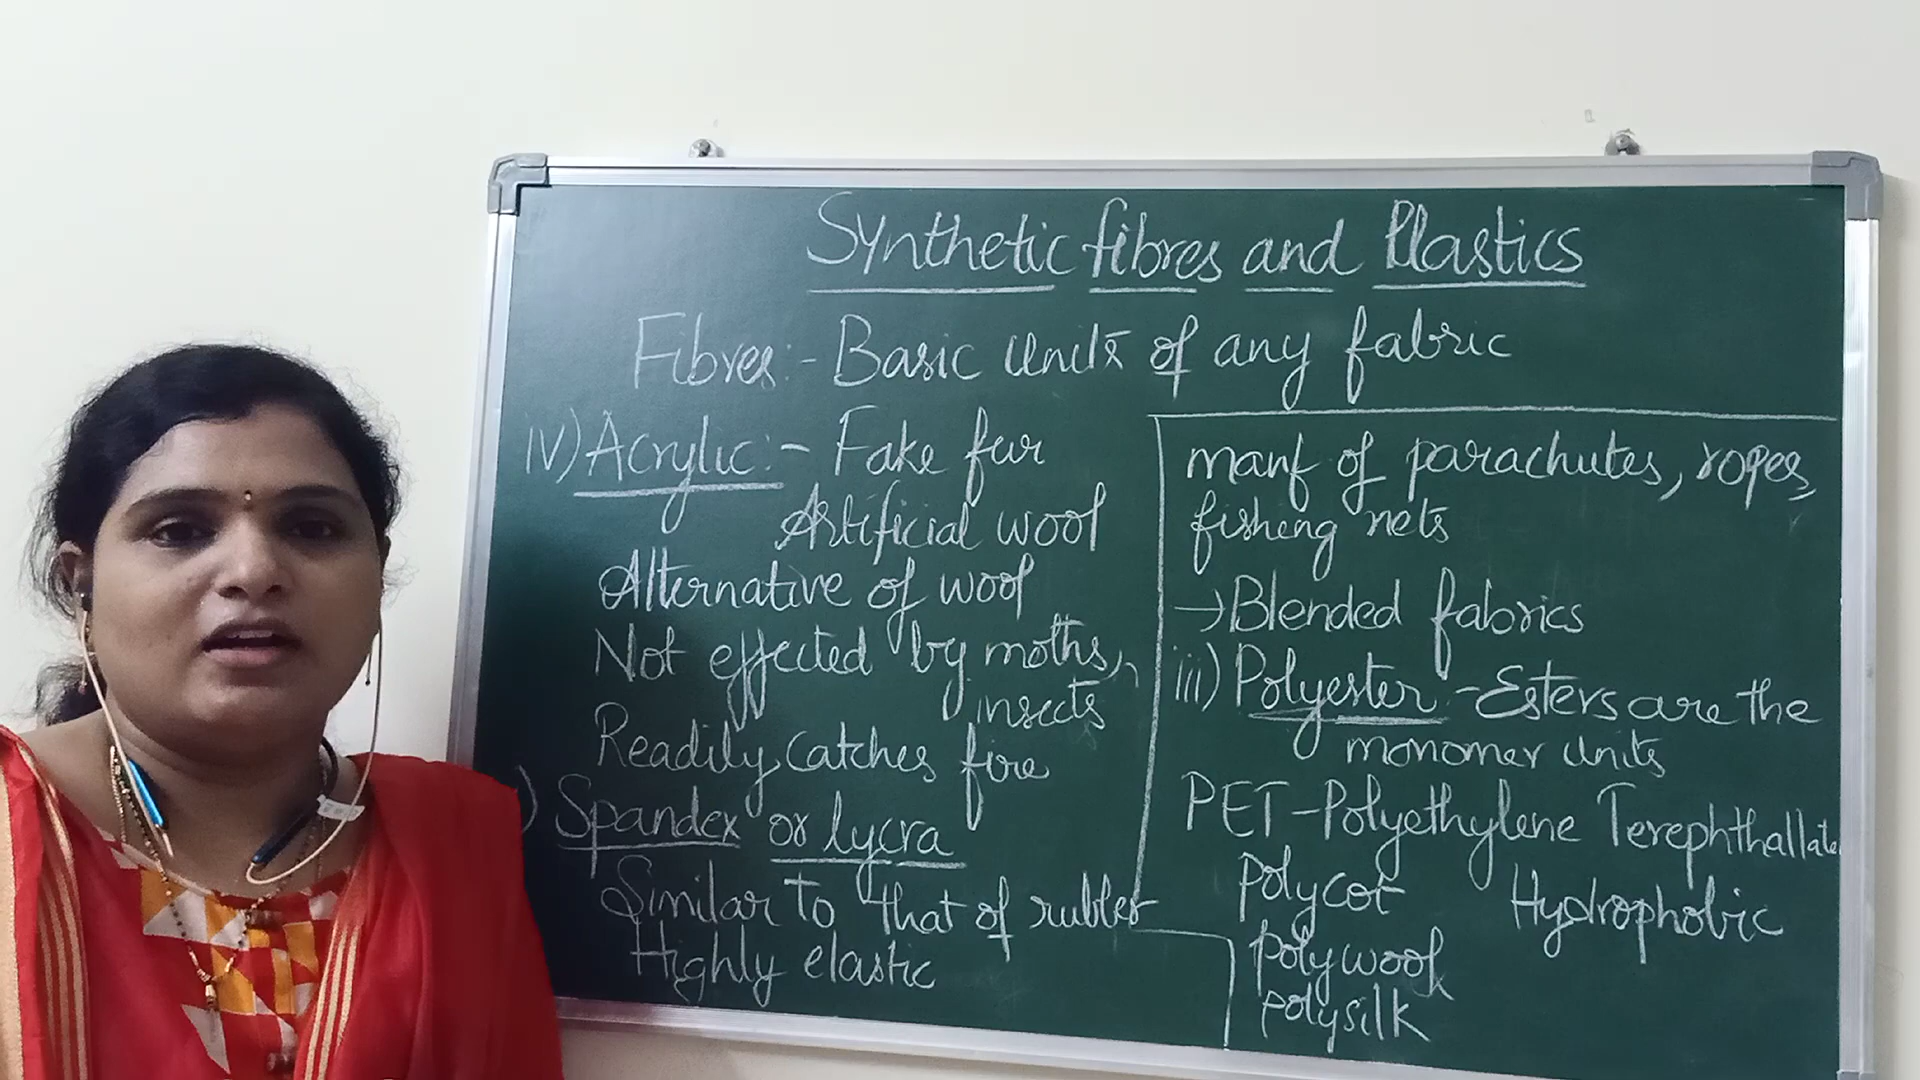 Synthetic fibres and Plastics
Fibres:- Basic Units of any fabric
iv) Acrylic:- Fake fur
Artificial wool
Alternative of wool
Not effected by moths,
insects
Readily catches fire
) Spandex or lycra
Similar to that of rubber
Highly elastic
manf of parachutes, ropes,
fishing nets
→ Blended fabrics
iii) Polyester - Esters are the
monomer units
PET - Polyethylene Terephthallate
polycot Hydrophobic
polywool
polysilk